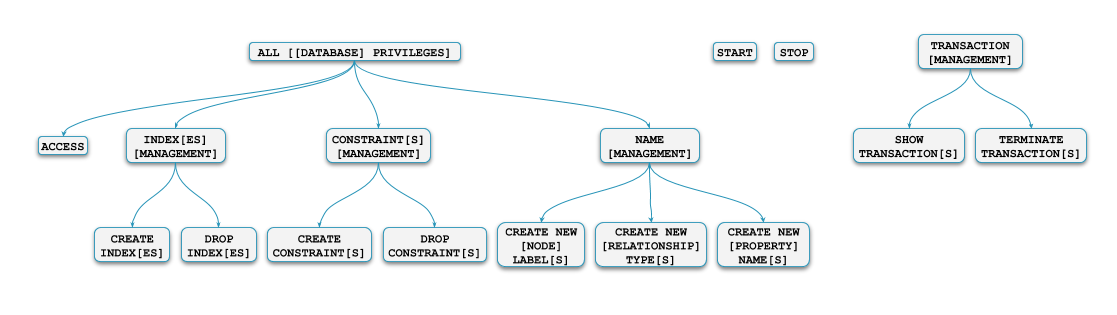 ALL [[DATABASE] PRIVILEGES]
START
STOP
TRANSACTION
[MANAGEMENT]
ACCESS
INDEX[ES]
[MANAGEMENT]
CONSTRAINT[S]
[MANAGEMENT]
NAME
[MANAGEMENT]
SHOW
TRANSACTION[S]
TERMINATE
TRANSACTION[S]
CREATE
INDEX[ES]
DROP
INDEX[ES]
CREATE
CONSTRAINT[S]
DROP
CONSTRAINT[S]
CREATE NEW
[NODE]
LABEL[S]
CREATE NEW
[RELATIONSHIP]
TYPE[S]
CREATE NEW
[PROPERTY]
NAME[S]